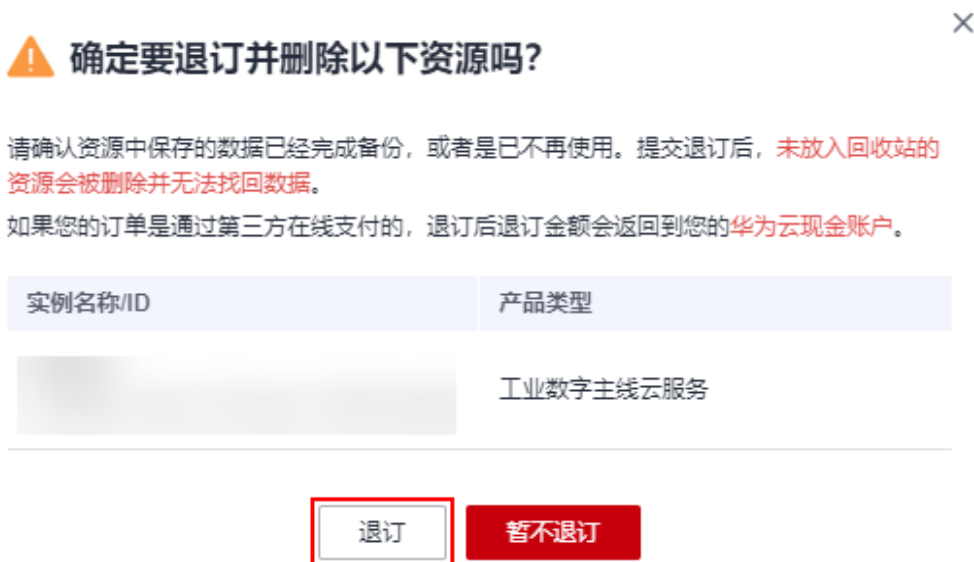 确定要退订并删除以下资源吗？
请确认资源中保存的数据已经完成备份，或者是已不再使用。提交退订后，未放入回收站的
资源会被删除并无法找回数据。
如果您的订单是通过第三方在线支付的，退订后退订金额会返回到您的华为云现金账户。
实例名称/ID
产品类型
工业数字主线云服务
退订
暂不退订